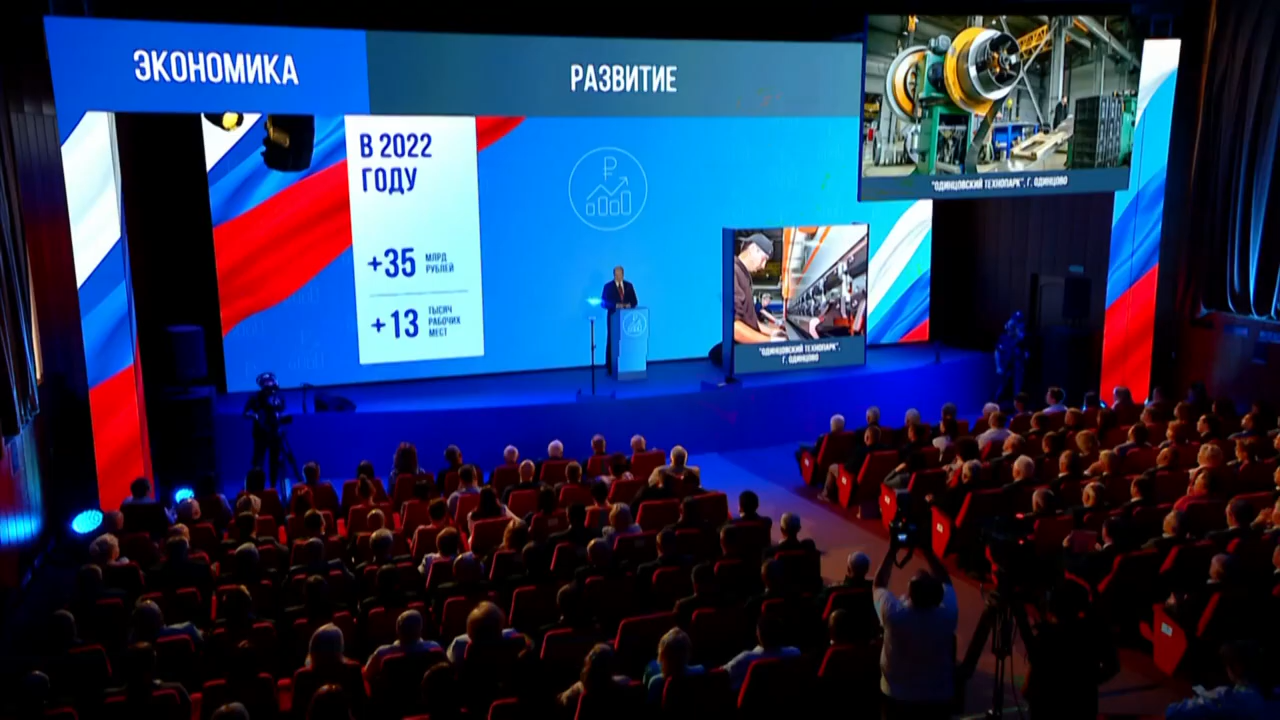 ЭКОНОМИКА
РАЗВИТИЕ
В 2022
ГОДУ
+35 МЛРД
РУБЛЕЙ
+13 ТЫСЯЧ
РАБОЧИХ
МЕСТ
₽
"ОДИНЦОВСКИЙ ТЕХНОПАРК",
Г. ОДИНЦОВО
"ОДИНЦОВСКИЙ ТЕХНОПАРК", Г. ОДИНЦОВО